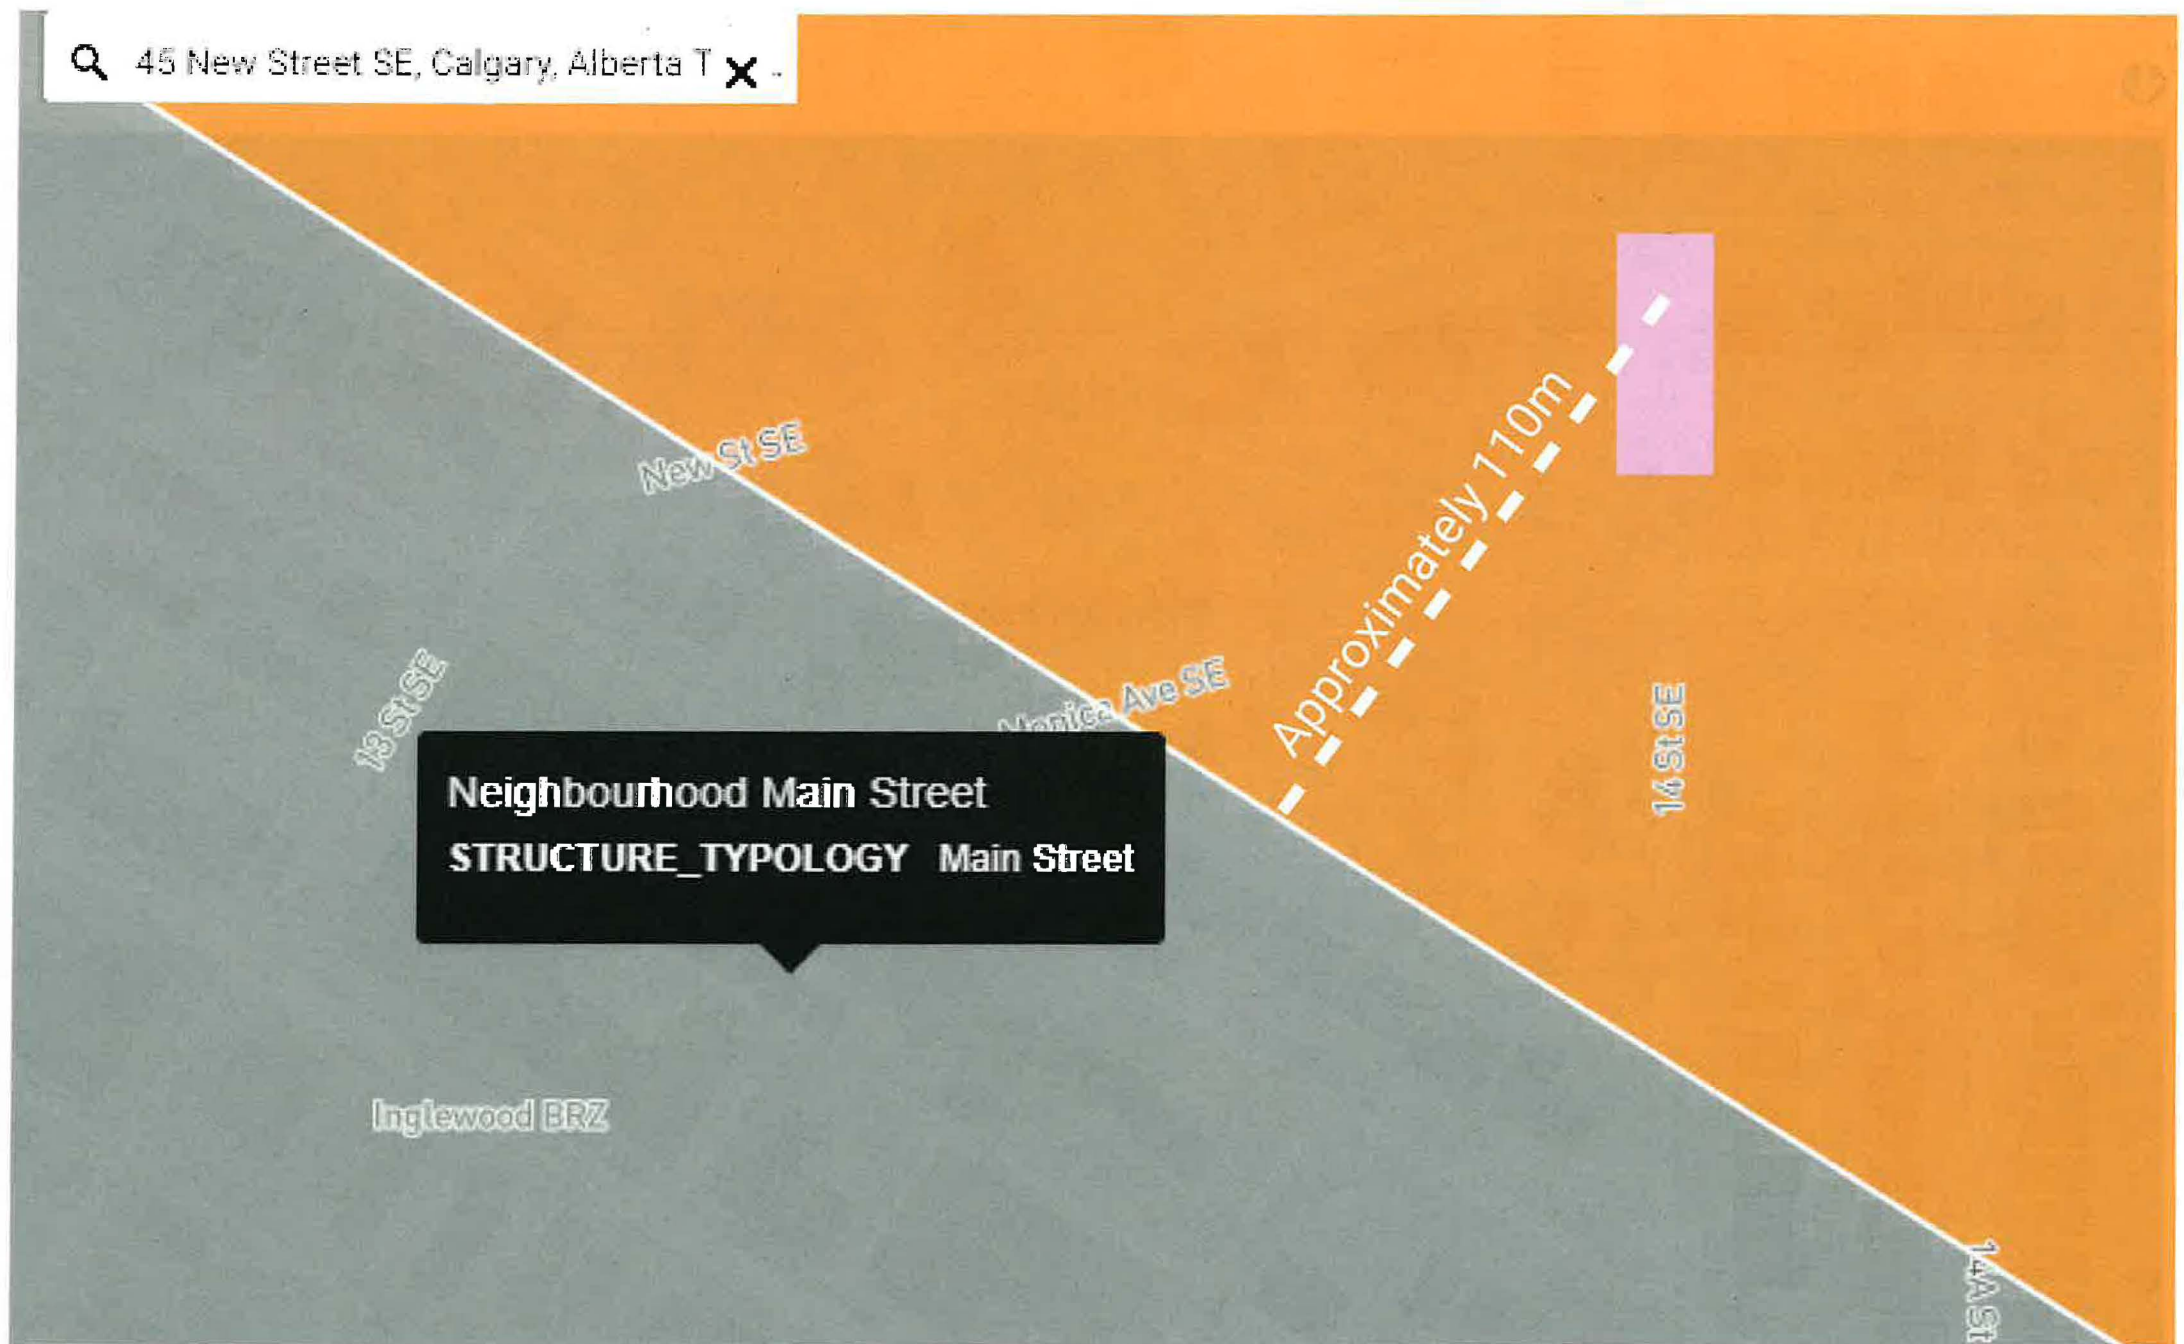 45 New Street SE, Calgary, Alberta T
New St SE
Approximately 110m
13 St SE
Ave SE
14 St SE
Neighbourhood Main Street
STRUCTURE_TYPOLOGY Main Street
Inglewood BRZ
14A St